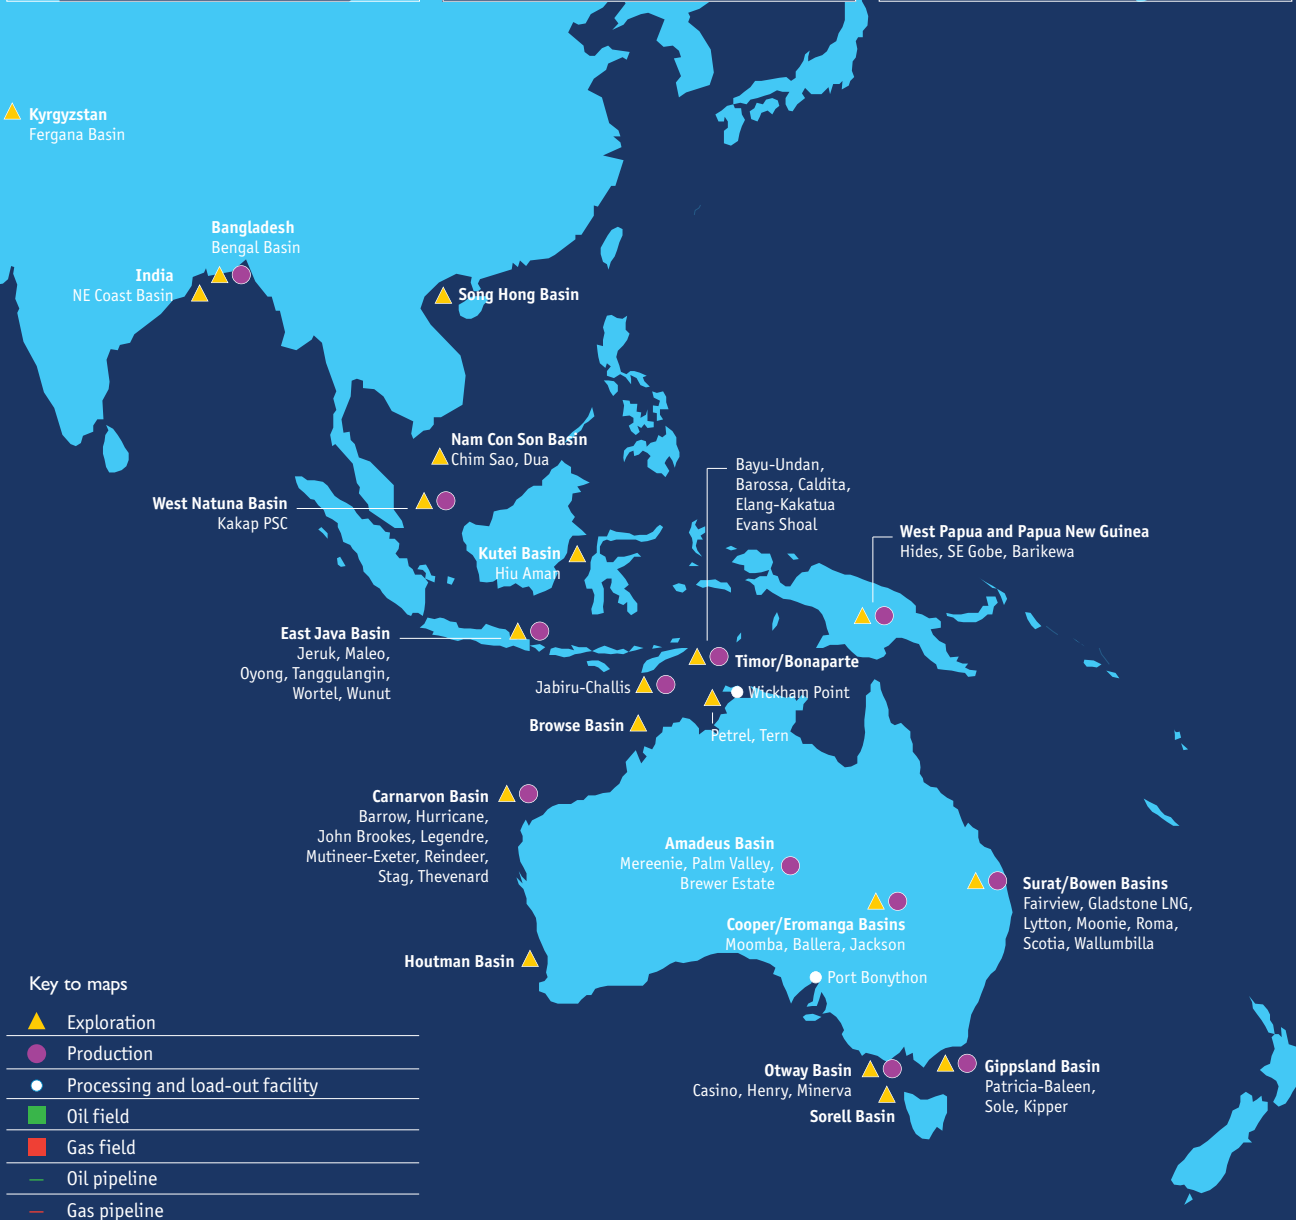 Kyrgyzstan
Fergana Basin
Bangladesh
Bengal Basin
India
NE Coast Basin
Song Hong Basin
Nam Con Son Basin
Chim Sao, Dua
West Natuna Basin
Kakap PSC
Kutei Basin
Hiu Aman
Bayu-Undan,
Barossa, Caldita,
Elang-Kakatua
Evans Shoal
West Papua and Papua New Guinea
Hides, SE Gobe, Barikewa
East Java Basin
Jeruk, Maleo,
Oyong, Tanggulangin,
Wortel, Wunut
Timor/Bonaparte
Jabiru-Challis
Wickham Point
Browse Basin
Petrel, Tern
Carnarvon Basin
Barrow, Hurricane,
John Brookes, Legendre,
Mutineer-Exeter, Reindeer,
Stag, Thevenard
Amadeus Basin
Mereenie, Palm Valley,
Brewer Estate
Cooper/Eromanga Basins
Moomba, Ballera, Jackson
Surat/Bowen Basins
Fairview, Gladstone LNG,
Lytton, Moonie, Roma,
Scotia, Wallumbilla
Houtman Basin
Port Bonython
Otway Basin
Casino, Henry, Minerva
Sorell Basin
Gippsland Basin
Patricia-Baleen,
Sole, Kipper
Key to maps
Exploration
Production
Processing and load-out facility
Oil field
Gas field
Oil pipeline
Gas pipeline